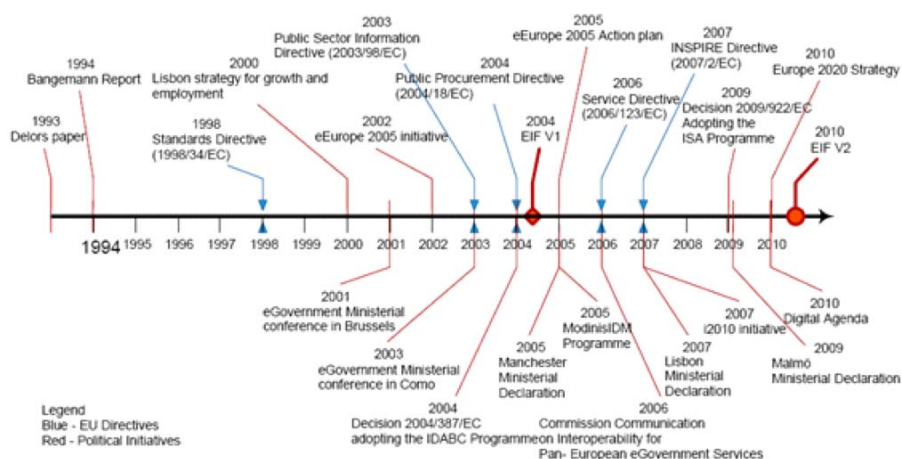 1993
Delors paper
1994
Bangemann Report
1998
Standards Directive
(1998/34/EC)
2000
Lisbon strategy for growth and
employment
2002
eEurope 2005 initiative
2003
Public Sector Information
Directive (2003/98/EC)
2004
Public Procurement Directive
(2004/18/EC)
2004
EIF V1
2005
eEurope 2005 Action plan
2006
Service Directive
(2006/123/EC)
2007
INSPIRE Directive
(2007/2/EC)
2009
Decision 2009/922/EC
Adopting the
ISA Programme
2010
Europe 2020 Strategy
2010
EIF V2
1994 1995 1996 1997 1998 1999 2000 2001 2002 2003 2004 2005 2006 2007 2008 2009 2010
2001
eGovernment Ministerial
conference in Brussels
2003
eGovernment Ministerial
conference in Como
2004
Decision 2004/387/EC
adopting the IDABC Programme
2005
Manchester
Ministerial
Declaration
2005
ModinisIDM
Programme
2006
Commission Communication
on Interoperability for
Pan- European eGovernment Services
2007
Lisbon
Ministerial
Declaration
2007
i2010 initiative
2009
Malmö
Ministerial Declaration
2010
Digital Agenda
Legend
Blue - EU Directives
Red - Political Initiatives